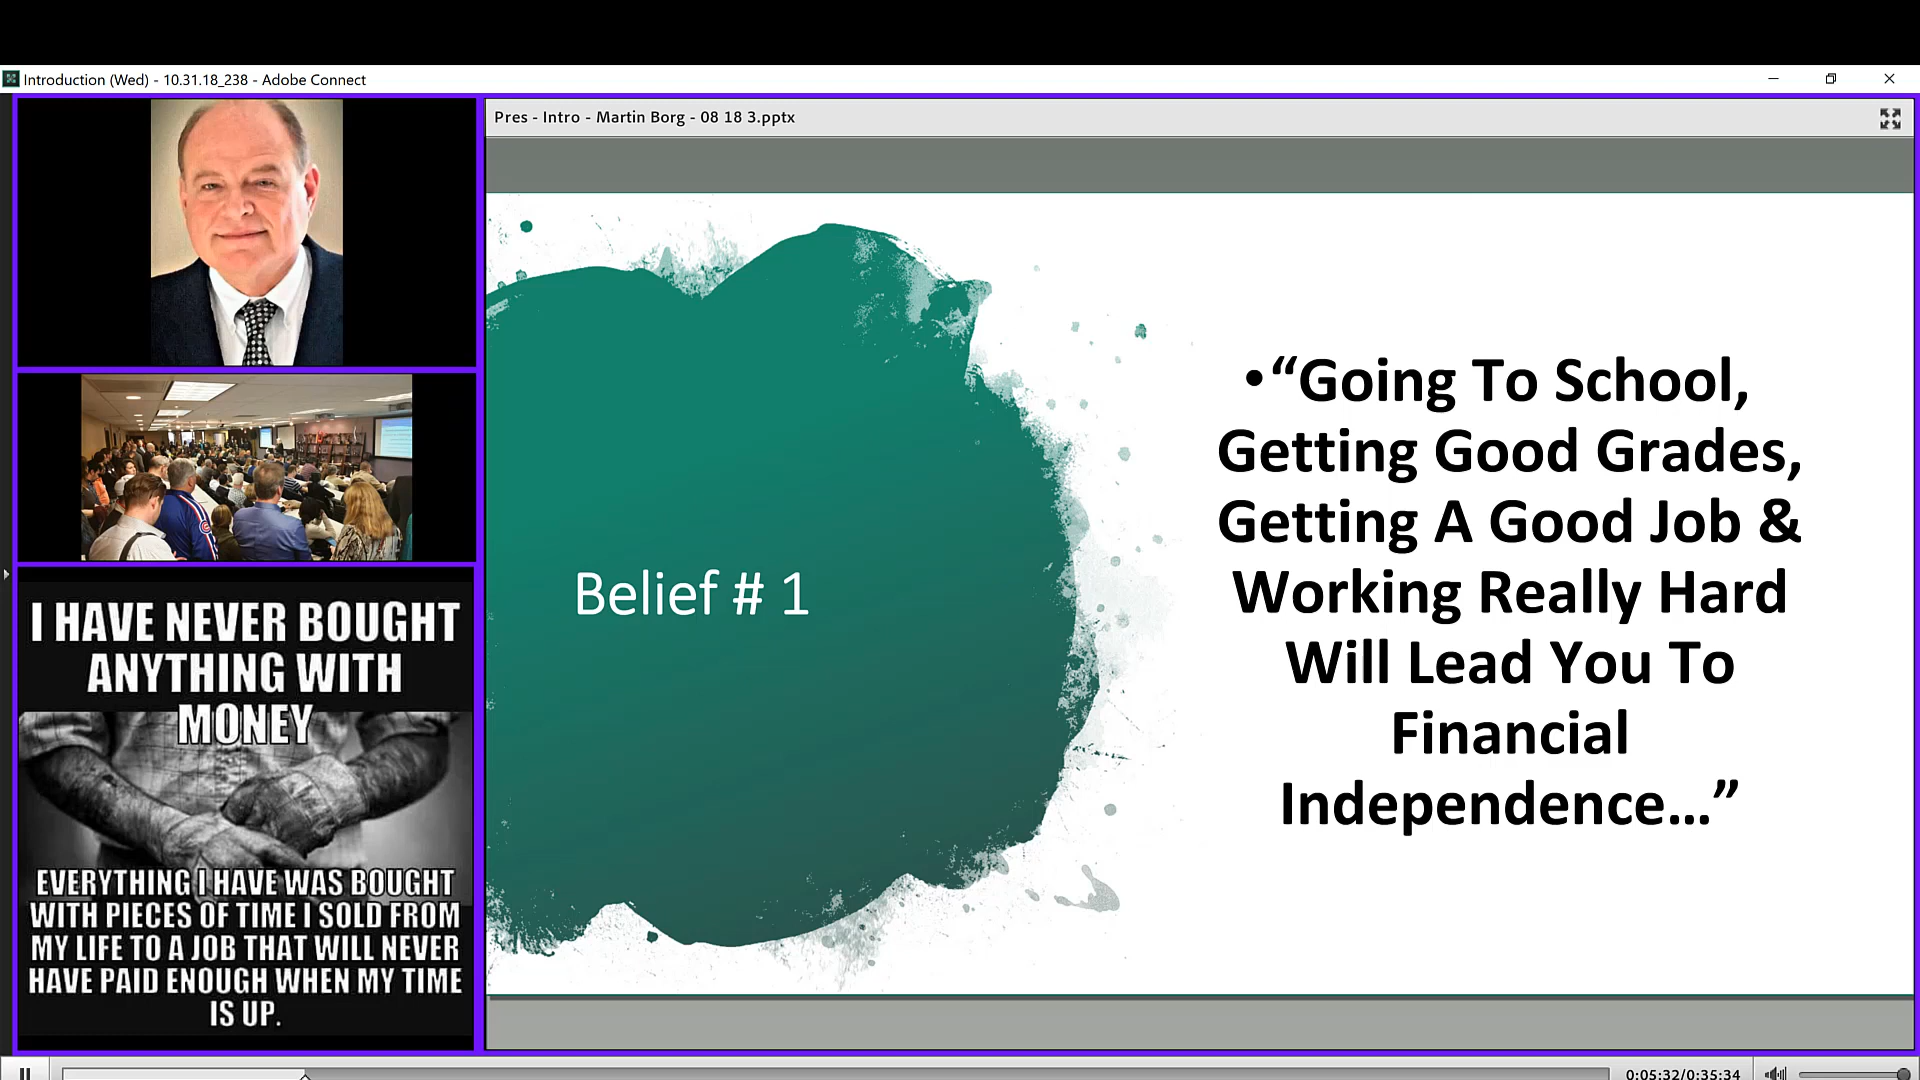 Introduction (Wed) - 10.31.18_238 - Adobe Connect
I HAVE NEVER BOUGHT
ANYTHING WITH
MONEY
EVERYTHING I HAVE WAS BOUGHT
WITH PIECES OF TIME I SOLD FROM
MY LIFE TO A JOB THAT WILL NEVER
HAVE PAID ENOUGH WHEN MY TIME
IS UP.
Pres - Intro - Martin Borg - 08 18 3.pptx
Belief # 1
•“Going To School,
Getting Good Grades,
Getting A Good Job &
Working Really Hard
Will Lead You To
Financial
Independence...”
0:05:32/0:35:34